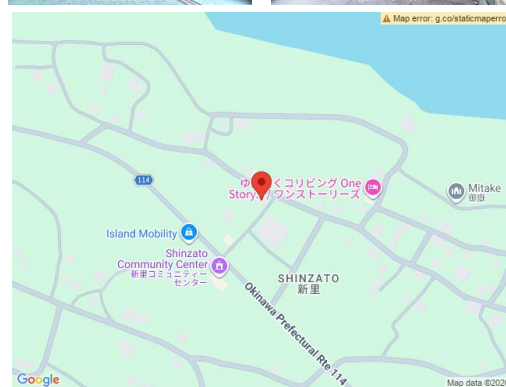 Map error: g.co/staticmaperro
114
ゆ
くコリビング One
Story
/ワンストーリーズ
Mitake
御嶽
Island Mobility
Shinzato
Community Center
新里コミュニティー
センター
SHINZATO
新里
Okinawa Prefectural Rte 114
Google
Map data ©202